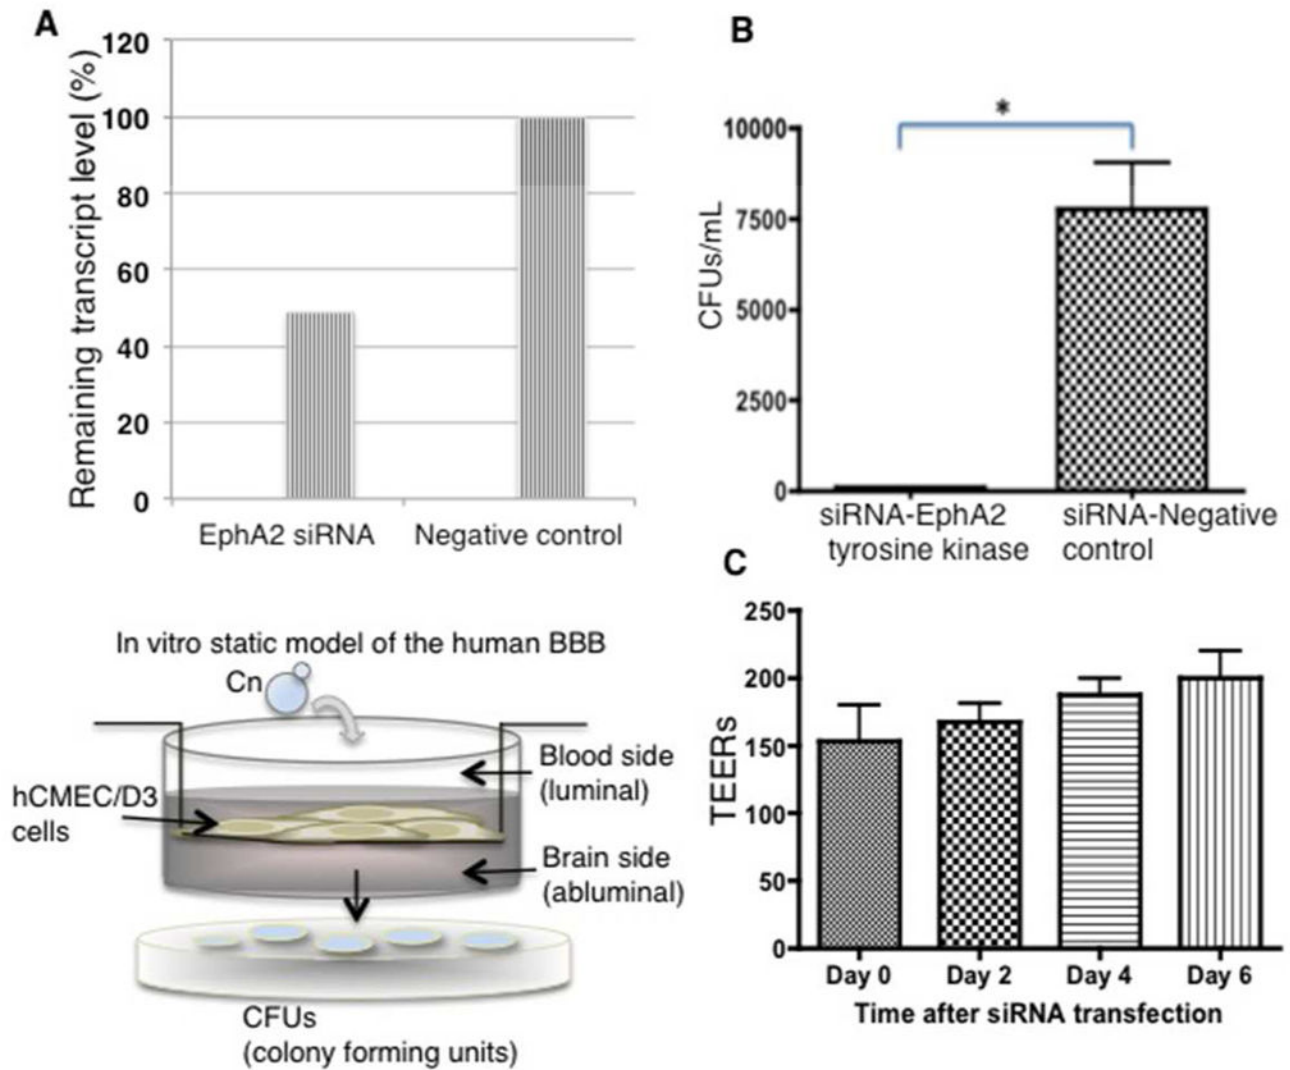 A
Remaining transcript level (%)
120
100
80
60
40
20
0
EphA2 siRNA
Negative control
B
*
CFUs/mL
10000
7500
5000
2500
0
siRNA-EphA2
tyrosine kinase
siRNA-Negative
control
In vitro static model of the human BBB
Cn
Blood side
(luminal)
hCMEC/D3
cells
Brain side
(abluminal)
CFUs
(colony forming units)
C
TEERs
250
200
150
100
50
0
Day 0
Day 2
Day 4
Day 6
Time after siRNA transfection